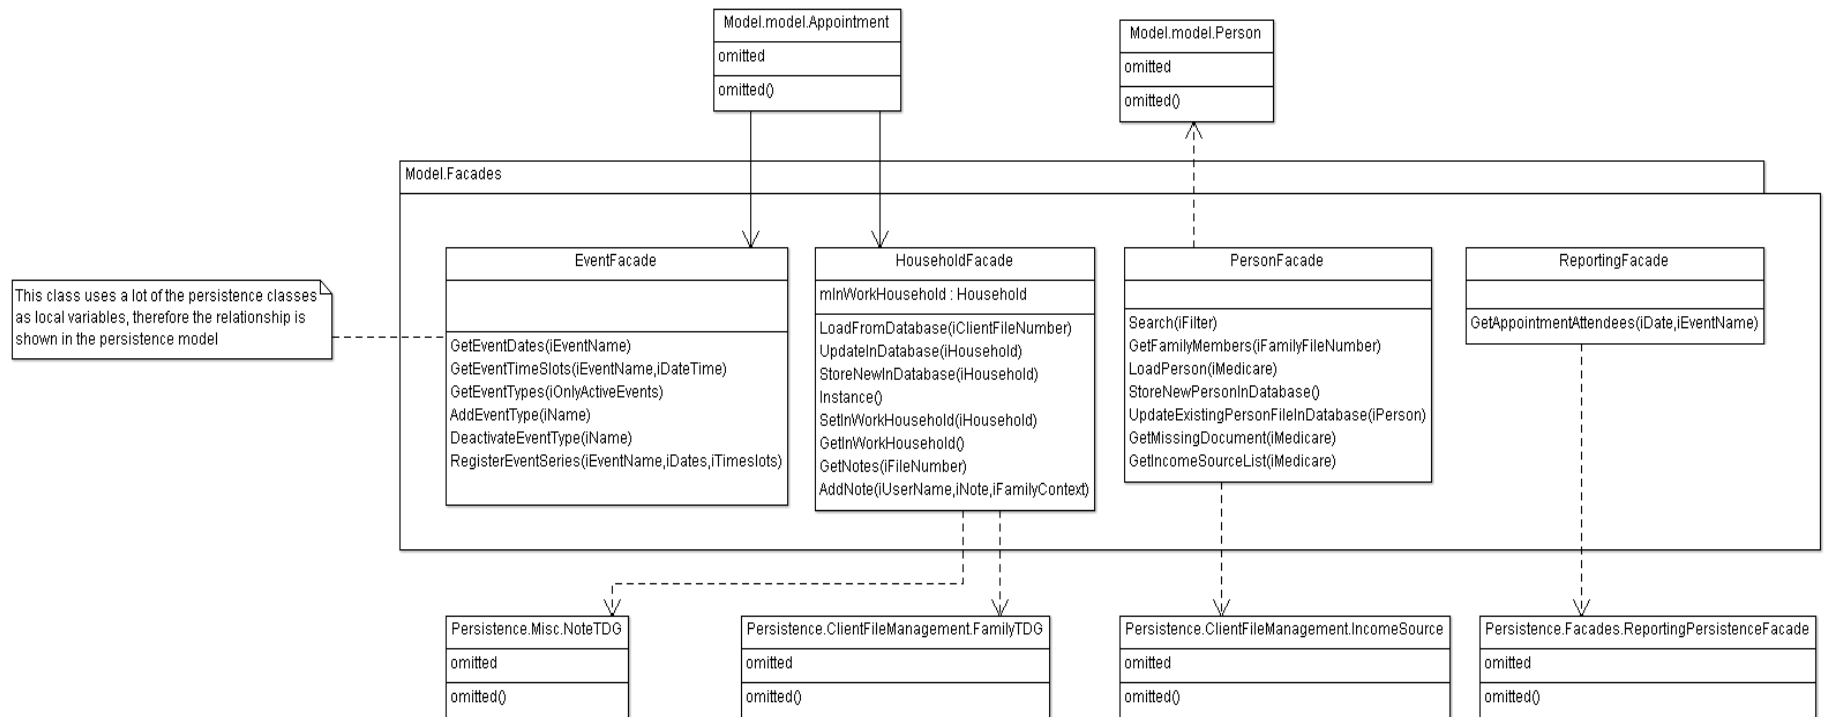 Model.model.Appointment
omitted
omitted()
Model.model.Person
omitted
omitted()
Model.Facades
This class uses a lot of the persistence classes
as local variables, therefore the relationship is
shown in the persistence model
EventFacade
GetEventDates(iEventName)
GetEventTimeSlots(iEventName,iDateTime)
GetEventTypes(iOnlyActiveEvents)
AddEventType(iName)
DeactivateEventType(iName)
RegisterEventSeries(iEventName,iDates,iTimeslots)
HouseholdFacade
mInWorkHousehold : Household
LoadFromDatabase(iClientFileNumber)
UpdateInDatabase(iHousehold)
StoreNewInDatabase(iHousehold)
Instance()
SetInWorkHousehold(iHousehold)
GetInWorkHousehold()
GetNotes(iFileNumber)
AddNote(iUserName,iNote,iFamilyContext)
PersonFacade
Search(iFilter)
GetFamilyMembers(iFamilyFileNumber)
LoadPerson(iMedicare)
StoreNewPersonInDatabase()
UpdateExistingPersonFileInDatabase(iPerson)
GetMissingDocument(iMedicare)
GetIncomeSourceList(iMedicare)
ReportingFacade
GetAppointmentAttendees(iDate,iEventName)
Persistence.Misc.NoteTDG
omitted
omitted()
Persistence.ClientFileManagement.FamilyTDG
omitted
omitted()
Persistence.ClientFileManagement.IncomeSource
omitted
omitted()
Persistence.Facades.ReportingPersistenceFacade
omitted
omitted()